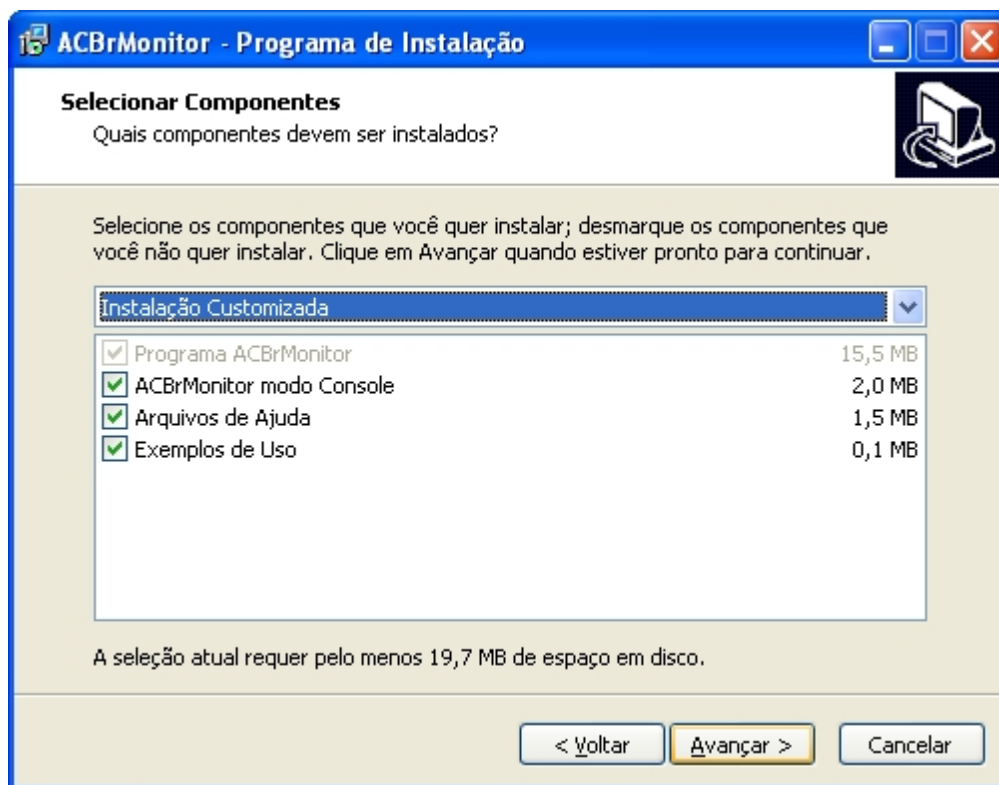 ACBrMonitor - Programa de Instalação
Selecionar Componentes
Quais componentes devem ser instalados?
Selecione os componentes que você quer instalar; desmarque os componentes que
você não quer instalar. Clique em Avançar quando estiver pronto para continuar.
Instalação Customizada
Programa ACBrMonitor 15,5 MB
ACBrMonitor modo Console 2,0 MB
Arquivos de Ajuda 1,5 MB
Exemplos de Uso 0,1 MB
A seleção atual requer pelo menos 19,7 MB de espaço em disco.
< Voltar Avançar > Cancelar